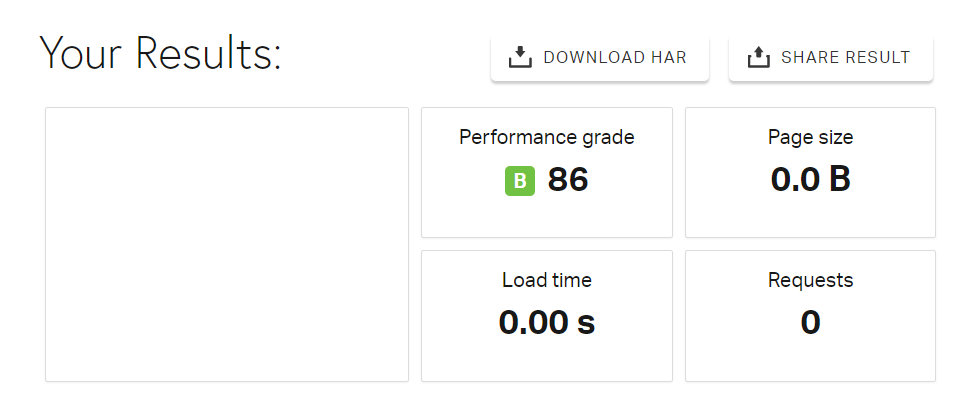 Your Results:
DOWNLOAD HAR
SHARE RESULT
Performance grade
B 86
Page size
0.0 B
Load time
0.00 s
Requests
0